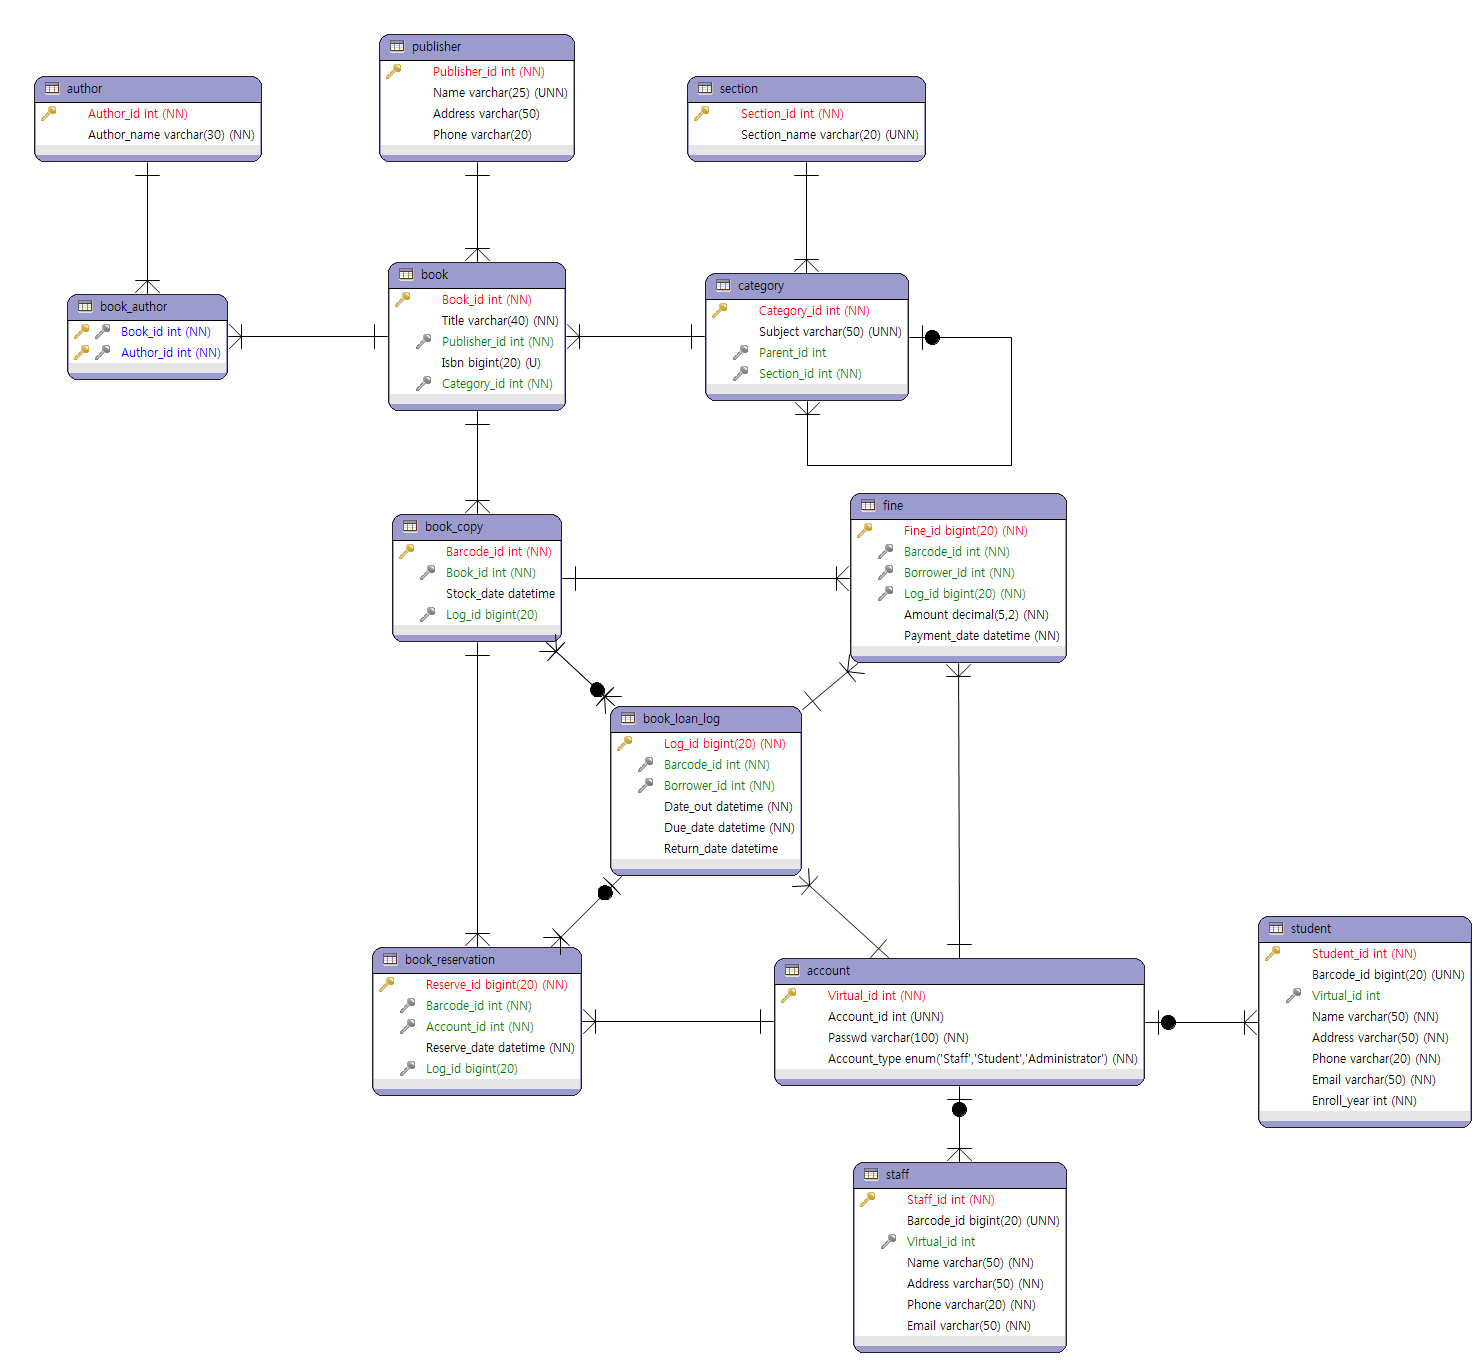 publisher
Publisher_id int (NN)
Name varchar(25) (UNN)
Address varchar(50)
Phone varchar(20)
author
Author_id int (NN)
Author_name varchar(30) (NN)
section
Section_id int (NN)
Section_name varchar(20) (UNN)
book
Book_id int (NN)
Title varchar(40) (NN)
Publisher_id int (NN)
Isbn bigint(20) (U)
Category_id int (NN)
category
Category_id int (NN)
Subject varchar(50) (UNN)
Parent_id int
Section_id int (NN)
book_author
Book_id int (NN)
Author_id int (NN)
book_copy
Barcode_id int (NN)
Book_id int (NN)
Stock_date datetime
Log_id bigint(20)
fine
Fine_id bigint(20) (NN)
Barcode_id int (NN)
Borrower_id int (NN)
Log_id bigint(20) (NN)
Amount decimal(5,2) (NN)
Payment_date datetime (NN)
book_loan_log
Log_id bigint(20) (NN)
Barcode_id int (NN)
Borrower_id int (NN)
Date_out datetime (NN)
Due_date datetime (NN)
Return_date datetime
book_reservation
Reserve_id bigint(20) (NN)
Barcode_id int (NN)
Account_id int (NN)
Reserve_date datetime (NN)
Log_id bigint(20)
account
Virtual_id int (NN)
Account_id int (UNN)
Passwd varchar(100) (NN)
Account_type enum('Staff','Student','Administrator') (NN)
student
Student_id int (NN)
Barcode_id bigint(20) (UNN)
Virtual_id int
Name varchar(50) (NN)
Address varchar(50) (NN)
Phone varchar(20) (NN)
Email varchar(50) (NN)
Enroll_year int (NN)
staff
Staff_id int (NN)
Barcode_id bigint(20) (UNN)
Virtual_id int
Name varchar(50) (NN)
Address varchar(50) (NN)
Phone varchar(20) (NN)
Email varchar(50) (NN)